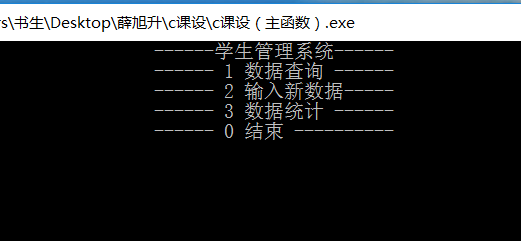 rs\书生\Desktop\薛旭升\c课设\c课设（主函数）.exe
------学生管理系统------
------ 1 数据查询 ------
------ 2 输入新数据-----
------ 3 数据统计 ------
------ 0 结束 ----------